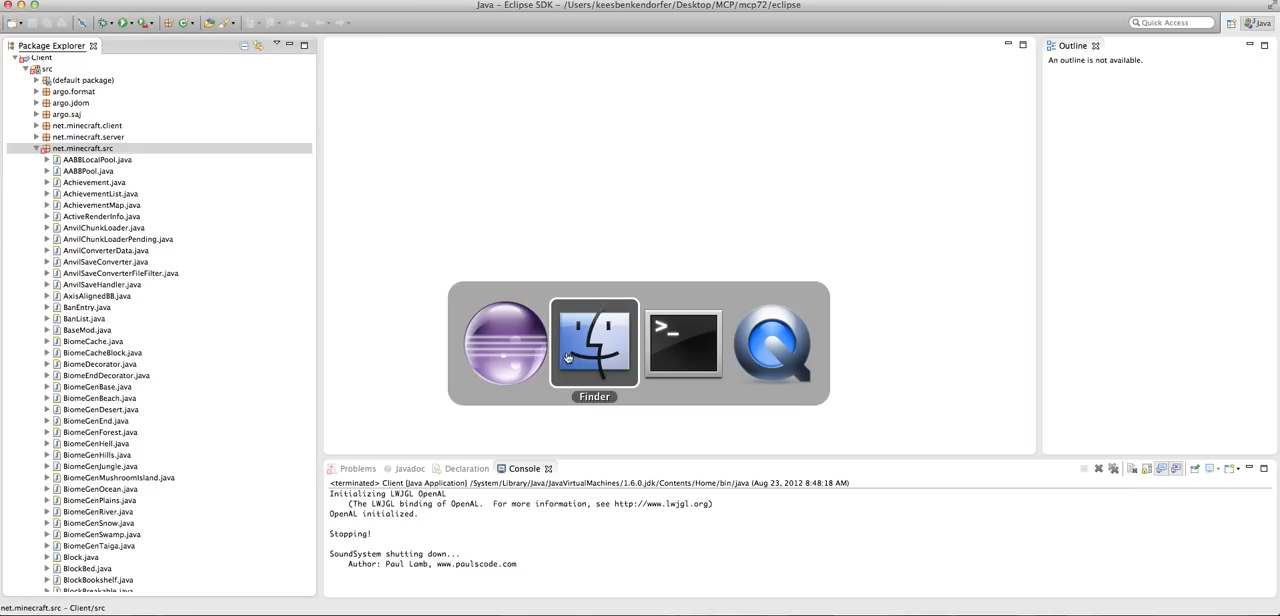 Java - Eclipse SDK - /Users/keesbenkendorfer/Desktop/MCP/mcp72/eclipse
Quick Access
Java
Package Explorer
Client
src
(default package)
argo.format
argo.jdom
argo.saj
net.minecraft.client
net.minecraft.server
net.minecraft.src
AABBLocalPool.java
AABBPool.java
Achievement.java
AchievementList.java
AchievementMap.java
ActiveRenderInfo.java
AnvilChunkLoader.java
AnvilChunkLoaderPending.java
AnvilConverterData.java
AnvilSaveConverter.java
AnvilSaveConverterFileFilter.java
AnvilSaveHandler.java
AxisAlignedBB.java
BanEntry.java
BanList.java
BaseMod.java
BiomeCache.java
BiomeCacheBlock.java
BiomeDecorator.java
BiomeEndDecorator.java
BiomeGenBase.java
BiomeGenBeach.java
BiomeGenDesert.java
BiomeGenEnd.java
BiomeGenForest.java
BiomeGenHell.java
BiomeGenHills.java
BiomeGenJungle.java
BiomeGenMushroomIsland.java
BiomeGenOcean.java
BiomeGenPlains.java
BiomeGenRiver.java
BiomeGenSnow.java
BiomeGenSwamp.java
BiomeGenTaiga.java
Block.java
BlockBed.java
BlockBookshelf.java
BlockBreakable.java
Outline
An outline is not available.
>_
Finder
Problems
Javadoc
Declaration
Console
<terminated> Client [Java Application] /System/Library/Java/JavaVirtualMachines/1.6.0.jdk/Contents/Home/bin/java (Aug 23, 2012 8:48:18 AM)
Initializing LWJGL OpenAL
(The LWJGL binding of OpenAL.  For more information, see http://www.lwjgl.org)
OpenAL initialized.
Stopping!
SoundSystem shutting down...
Author: Paul Lamb, www.paulscode.com
net.minecraft.src - Client/src